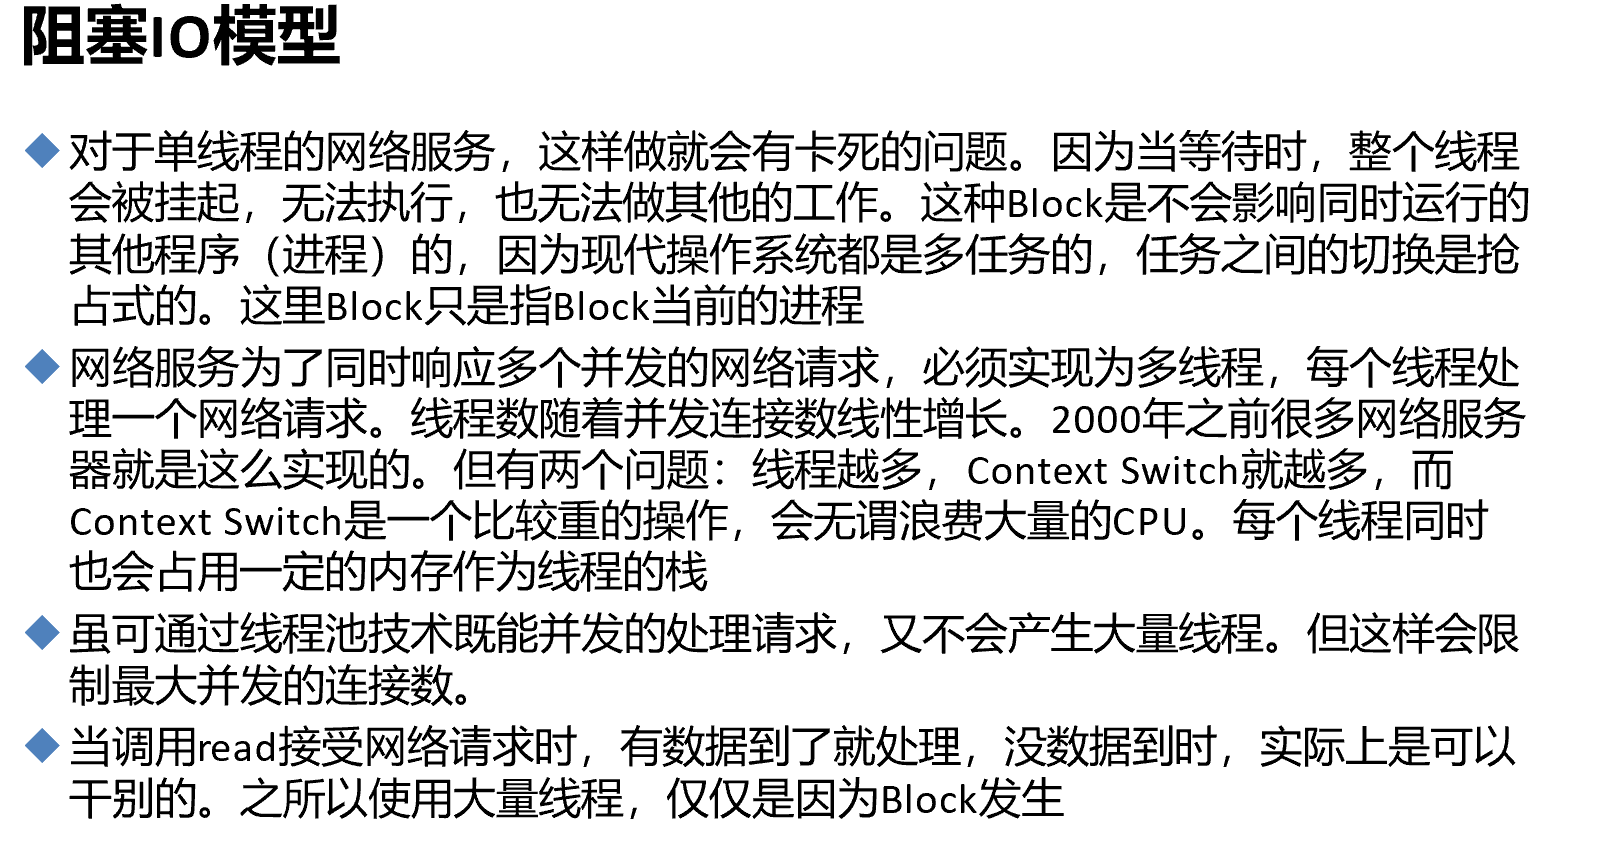 阻塞IO模型
对于单线程的网络服务，这样做就会有卡死的问题。因为当等待时，整个线程
会被挂起，无法执行，也无法做其他的工作。这种Block是不会影响同时运行的
其他程序（进程）的，因为现代操作系统都是多任务的，任务之间的切换是抢
占式的。这里Block只是指Block当前的进程
网络服务为了同时响应多个并发的网络请求，必须实现为多线程，每个线程处
理一个网络请求。线程数随着并发连接数线性增长。2000年之前很多网络服务
器就是这么实现的。但有两个问题：线程越多，Context Switch就越多，而
Context Switch是一个比较重的操作，会无谓浪费大量的CPU。每个线程同时
也会占用一定的内存作为线程的栈
虽可通过线程池技术既能并发的处理请求，又不会产生大量线程。但这样会限
制最大并发的连接数。
当调用read接受网络请求时，有数据到了就处理，没数据到时，实际上是可以
干别的。之所以使用大量线程，仅仅是因为Block发生